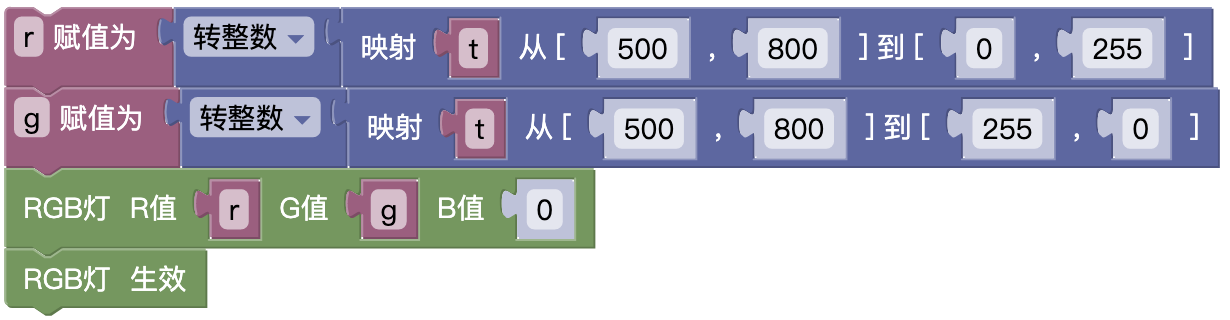 r 赋值为 转整数 映射 t 从 [ 500 , 800 ] 到 [ 0 , 255 ]
g 赋值为 转整数 映射 t 从 [ 500 , 800 ] 到 [ 255 , 0 ]
RGB灯 R值 r G值 g B值 0
RGB灯 生效